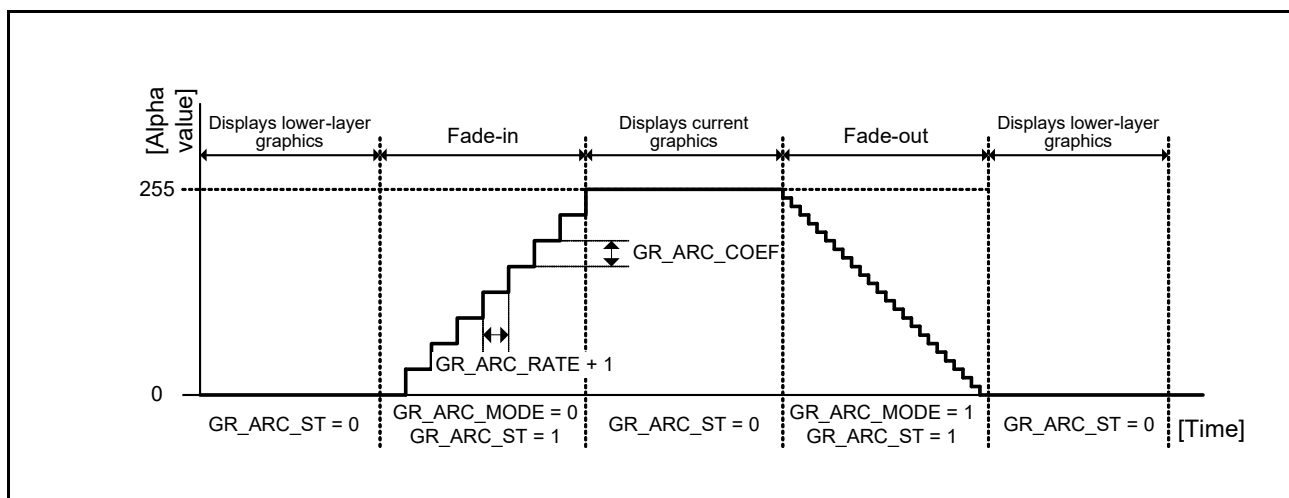 [Alpha
value]
Displays lower-layer
graphics
Fade-in
Displays current
graphics
Fade-out
Displays lower-layer
graphics
255
GR_ARC_COEF
GR_ARC_RATE + 1
0
GR_ARC_ST = 0
GR_ARC_MODE = 0
GR_ARC_ST = 1
GR_ARC_ST = 0
GR_ARC_MODE = 1
GR_ARC_ST = 1
GR_ARC_ST = 0
[Time]